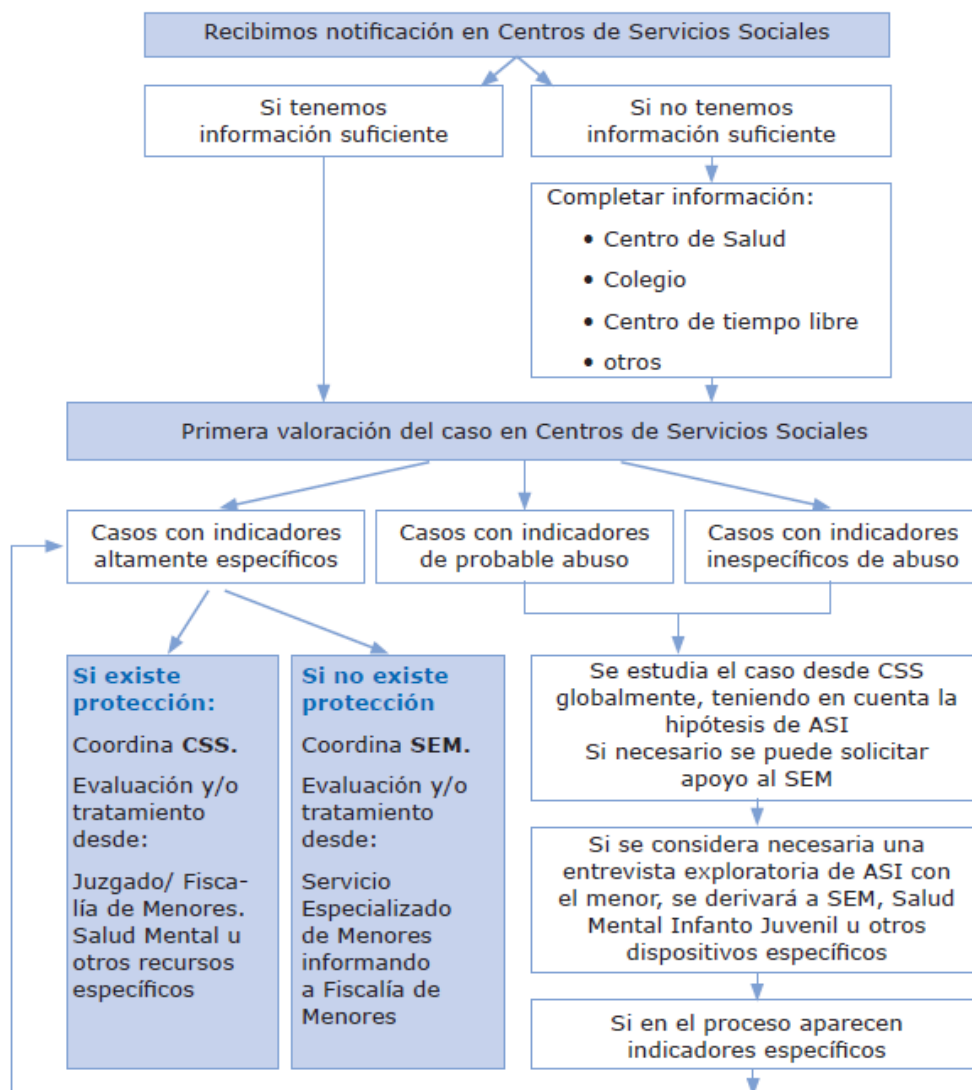 Recibimos notificación en Centros de Servicios Sociales
Si tenemos
información suficiente
Si no tenemos
información suficiente
Completar información:
• Centro de Salud
• Colegio
• Centro de tiempo libre
• otros
Primera valoración del caso en Centros de Servicios Sociales
Casos con indicadores
altamente específicos
Casos con indicadores
de probable abuso
Casos con indicadores
inespecíficos de abuso
Si existe
protección:
Coordina CSS.
Evaluación y/o
tratamiento
desde:
Juzgado/ Fisca-
lía de Menores.
Salud Mental u
otros recursos
específicos
Si no existe
protección
Coordina SEM.
Evaluación y/o
tratamiento
desde:
Servicio
Especializado
de Menores
informando
a Fiscalía de
Menores
Se estudia el caso desde CSS
globalmente, teniendo en cuenta la
hipótesis de ASI
Si necesario se puede solicitar
apoyo al SEM
Si se considera necesaria una
entrevista exploratoria de ASI con
el menor, se derivará a SEM, Salud
Mental Infanto Juvenil u otros
dispositivos específicos
Si en el proceso aparecen
indicadores específicos